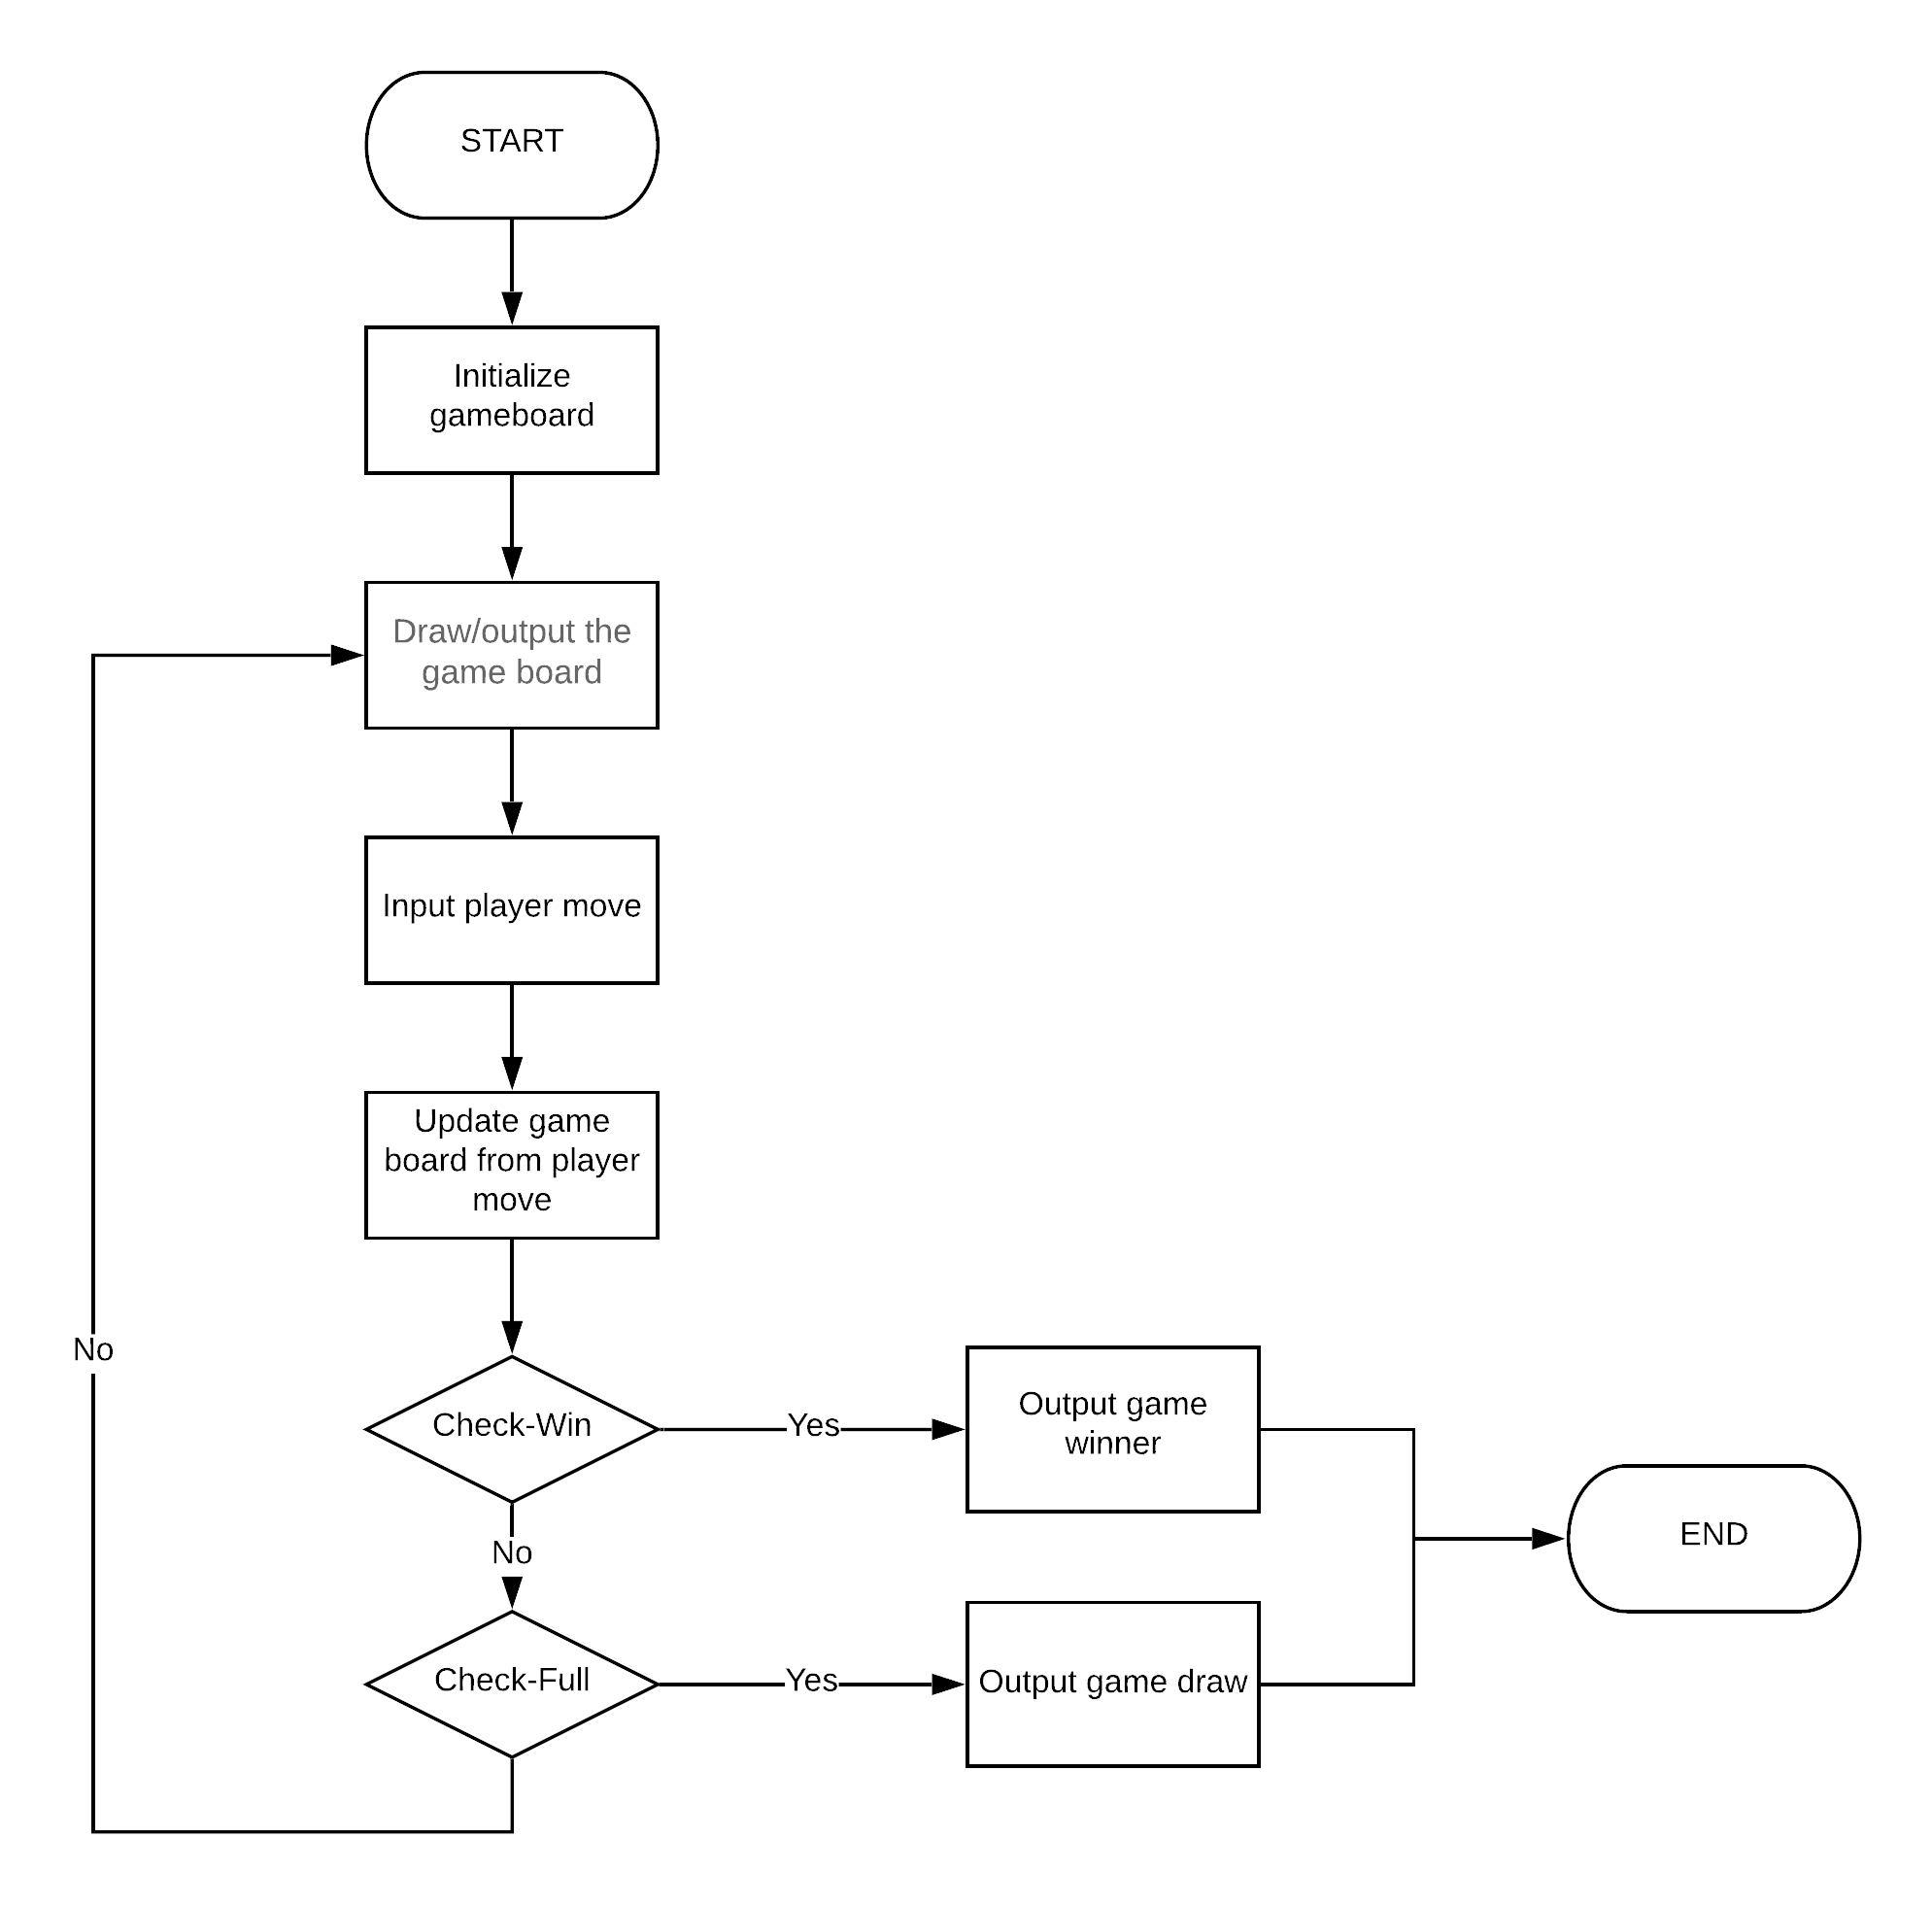 START
Initialize
gameboard
Draw/output the
game board
Input player move
Update game
board from player
move
No
Check-Win
Yes
Output game
winner
END
No
Check-Full
Yes
Output game draw